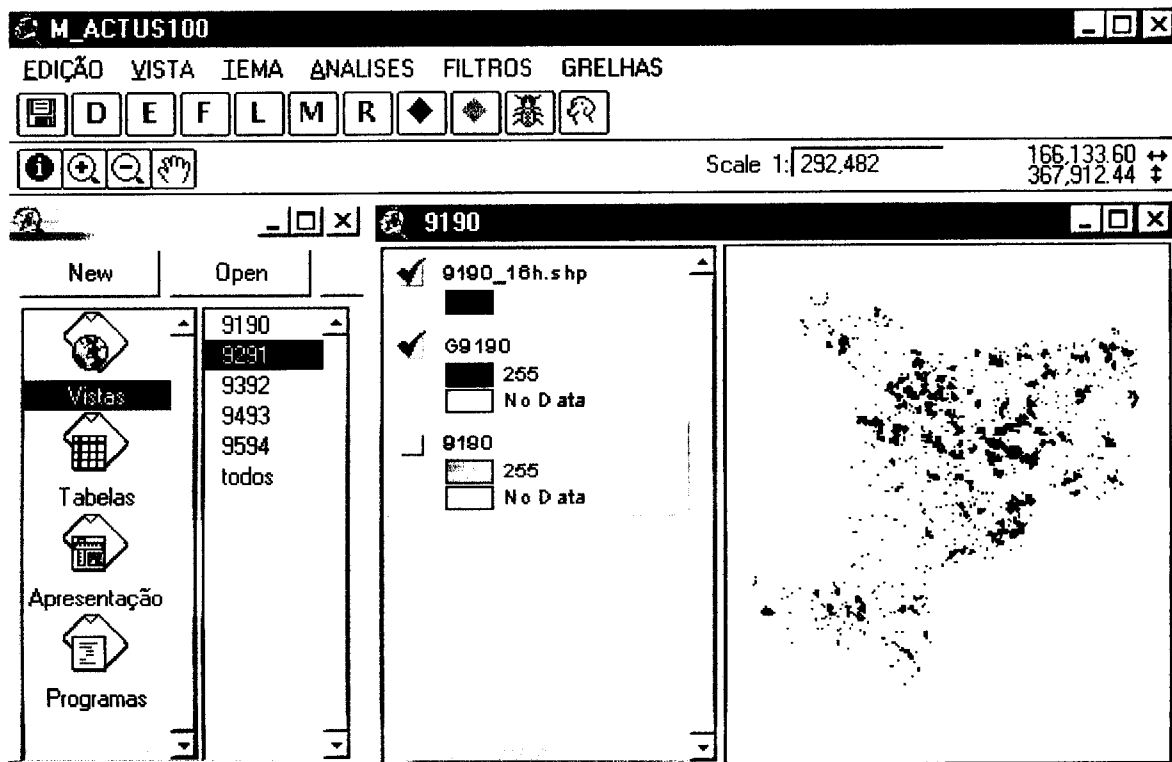 M_ACTUS100
EDIÇÃO VISTA TEMA ANALISES FILTROS GRELHAS
D E F L M R
Scale 1: 292,482
166,133.60
367,912.44
9190
New Open
9190
9291
9392
9493
9594
todos
Vistas
Tabelas
Apresentação
Programas
9190_16h.shp
G9190
255
No Data
9190
255
No Data